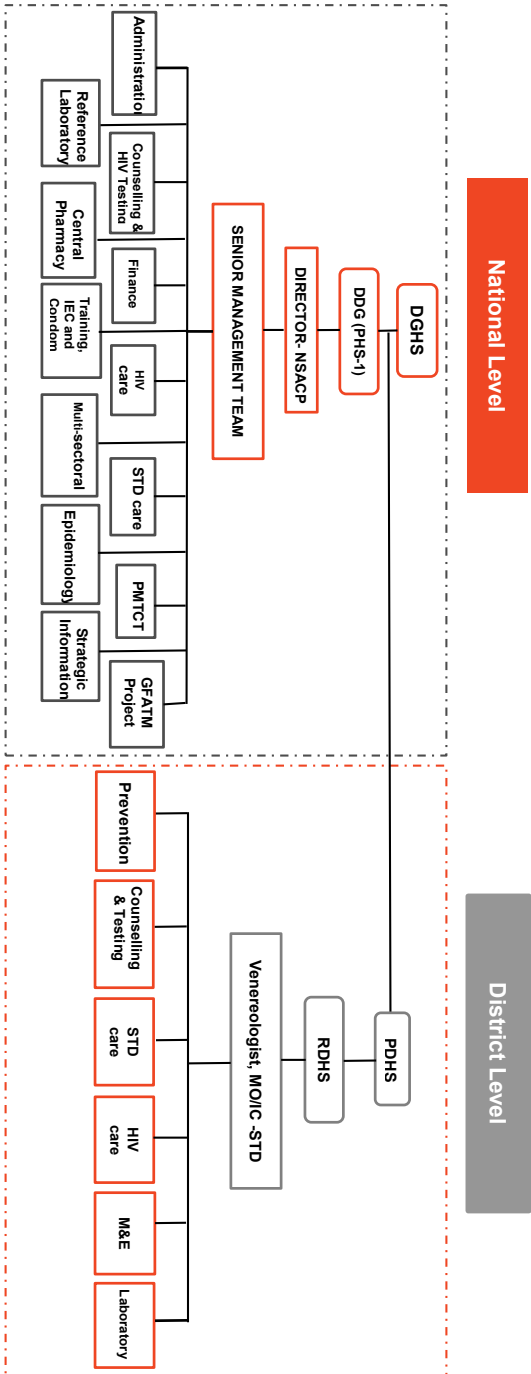 National Level
District Level
DGHS
DDG (PHS-1)
DIRECTOR- NSACP
SENIOR MANAGEMENT TEAM
Administration
Counselling &
HIV Testing
Finance
HIV
care
STD care
PMTCT
GFATM
Project
Reference
Laboratory
Central
Pharmacy
Training,
IEC and
Condom
Multi-sectoral
Epidemiology
Strategic
Information
PDHS
RDHS
Venereologist, MO/IC -STD
Prevention
Counselling
& Testing
STD
care
HIV
care
M&E
Laboratory